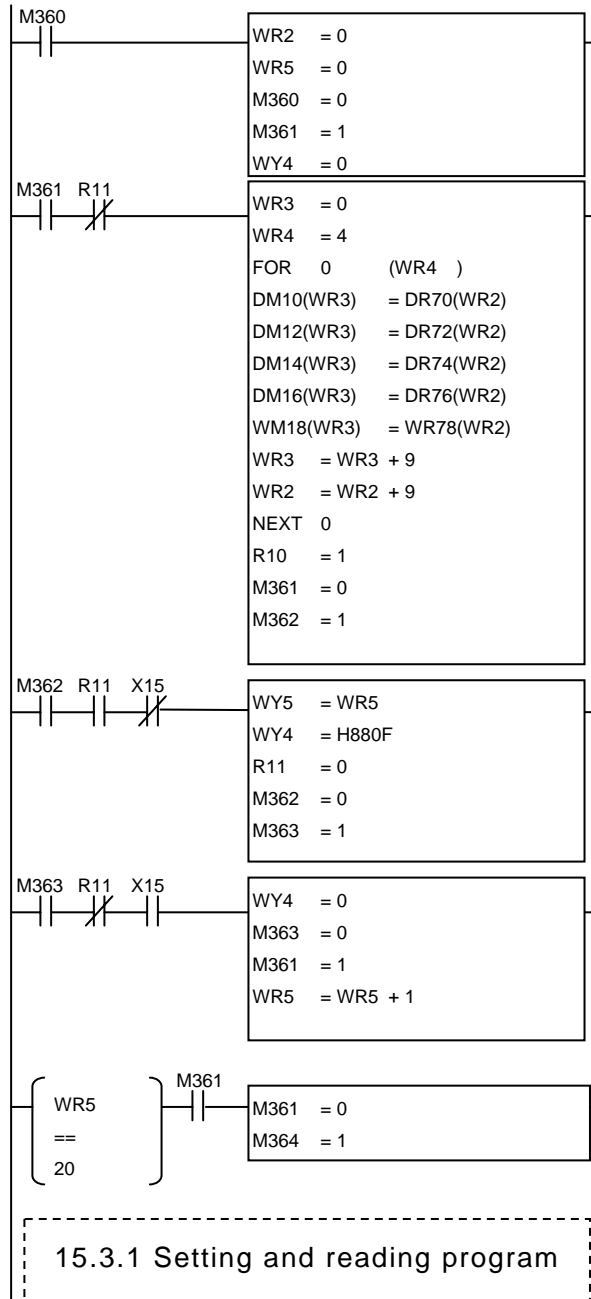 M360
WR2 = 0
WR5 = 0
M360 = 0
M361 = 1
WY4 = 0
M361 R11
WR3 = 0
WR4 = 4
FOR 0 (WR4 )
DM10(WR3) = DR70(WR2)
DM12(WR3) = DR72(WR2)
DM14(WR3) = DR74(WR2)
DM16(WR3) = DR76(WR2)
WM18(WR3) = WR78(WR2)
WR3 = WR3 + 9
WR2 = WR2 + 9
NEXT 0
R10 = 1
M361 = 0
M362 = 1
M362 R11 X15
WY5 = WR5
WY4 = H880F
R11 = 0
M362 = 0
M363 = 1
M363 R11 X15
WY4 = 0
M363 = 0
M361 = 1
WR5 = WR5 + 1
WR5
==
20
M361
M361 = 0
M364 = 1
15.3.1 Setting and reading program